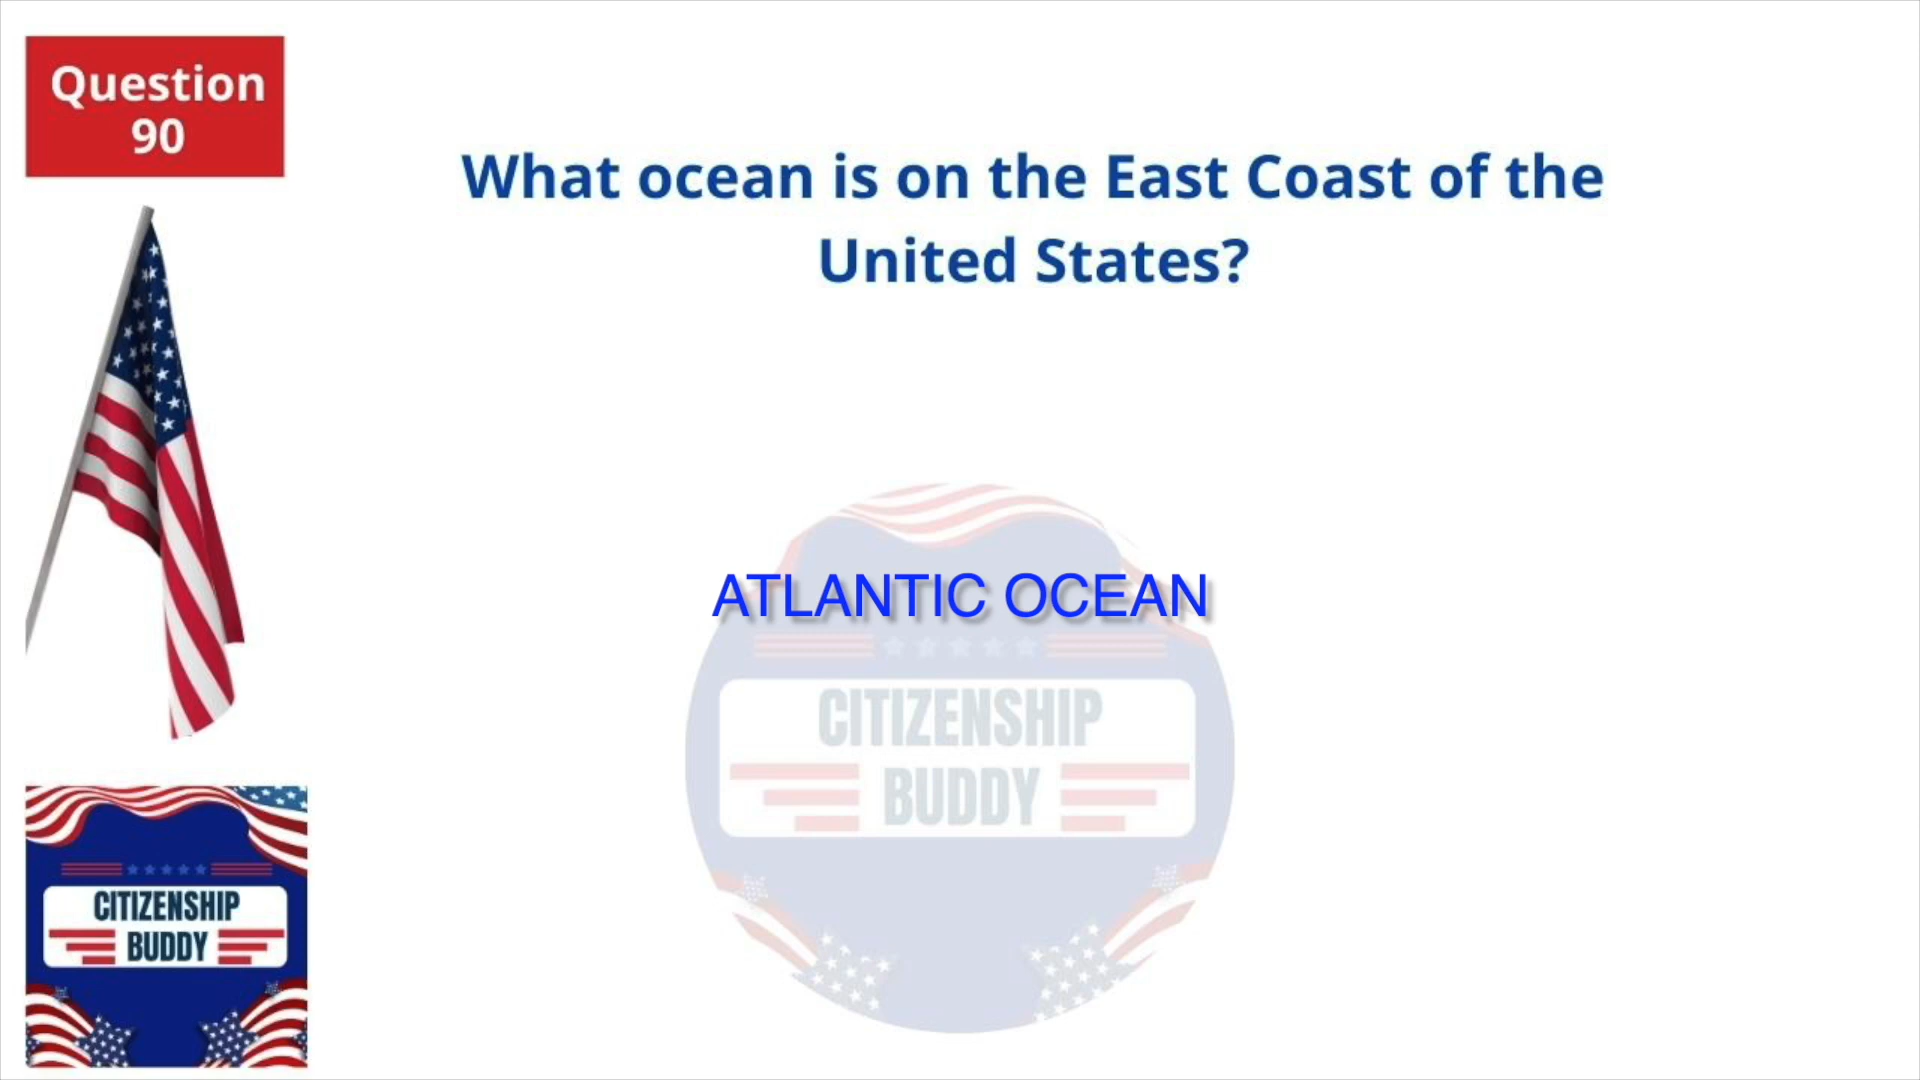 Question
90
What ocean is on the East Coast of the
United States?
ATLANTIC OCEAN
CITIZENSHIP
BUDDY
CITIZENSHIP
BUDDY